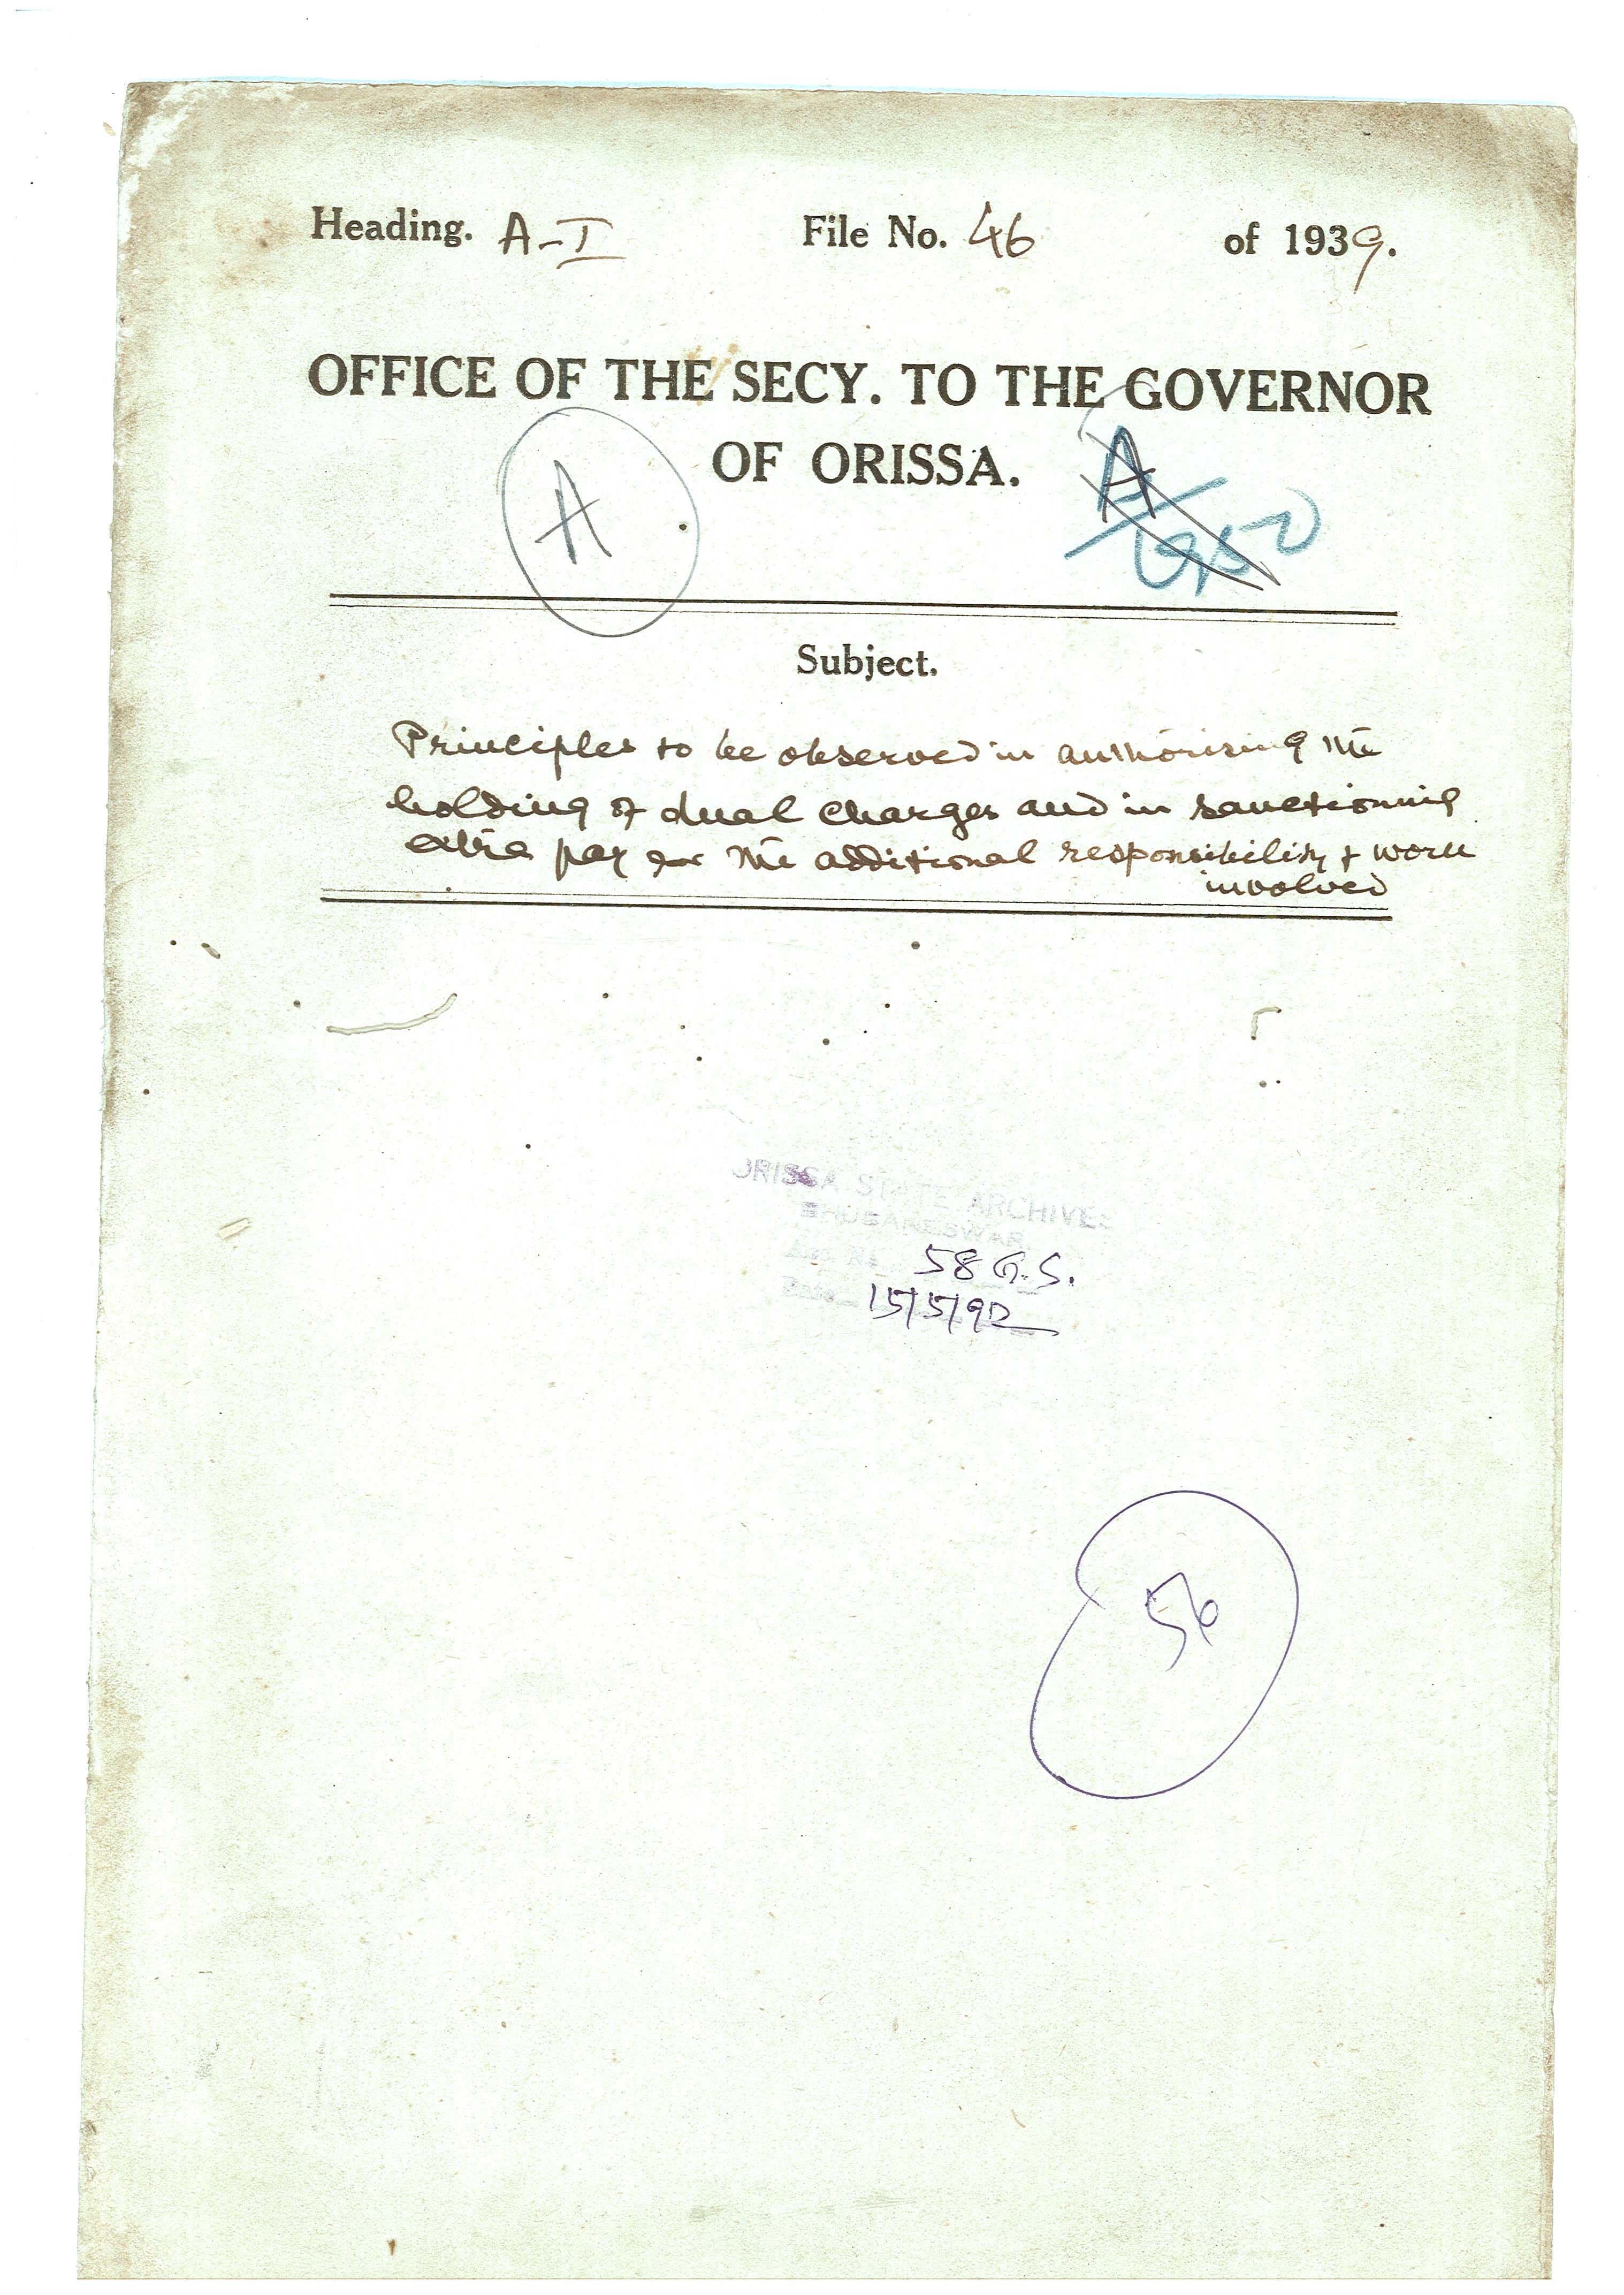 Heading. A-I File No. 46 of 1939.
OFFICE OF THE SECY. TO THE GOVERNOR
OF ORISSA.
A
A
Subject.
Principles to be observed in authorising the
holding of dual charges and in sanctioning
extra pay for the additional responsibility & work
involved
ORISSA STATE ARCHIVES
BHUBANESWAR
58 G.S.
Date 15/5/92
56